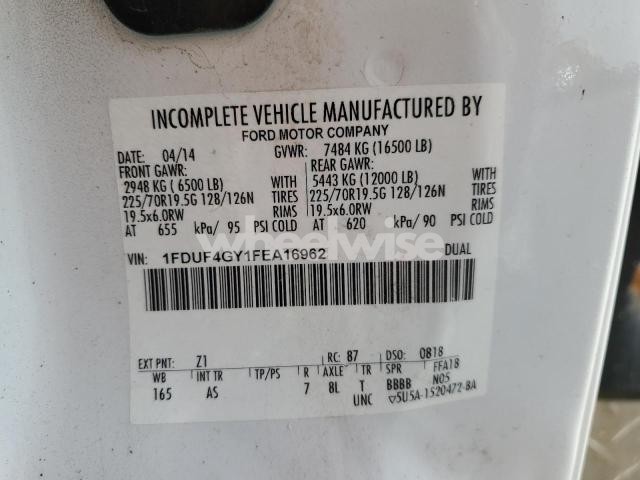 INCOMPLETE VEHICLE MANUFACTURED BY
FORD MOTOR COMPANY
DATE: 04/14 GVWR: 7484 KG (16500 LB)
FRONT GAWR: REAR GAWR:
2948 KG ( 6500 LB) WITH 5443 KG (12000 LB) WITH
225/70R19.5G 128/126N TIRES 225/70R19.5G 128/126N TIRES
19.5x6.0RW RIMS 19.5x6.0RW RIMS
AT 655 kPa/ 95 PSI COLD AT 620 kPa/ 90 PSI COLD
wheelwise
VIN: 1FDUF4GY1FEA16962 DUAL
EXT PNT: Z1 RC: 87 DSO: 0818
WB INT TR TP/PS R AXLE TR SPR FFA18
165 AS 7 8L T BBBB N05
UNC ▽5U5A-1520472-BA